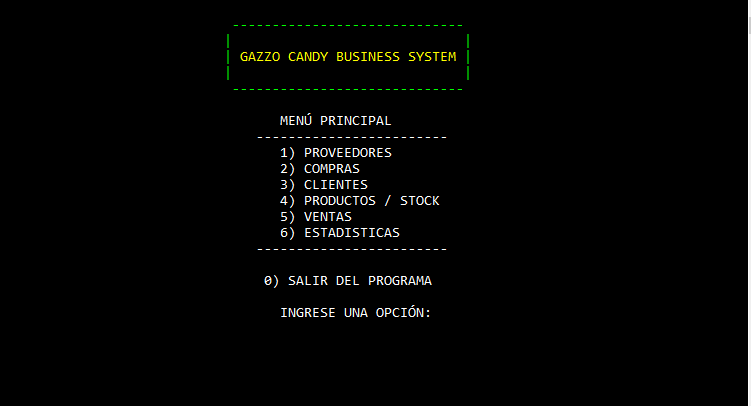 GAZZO CANDY BUSINESS SYSTEM
MENÚ PRINCIPAL
1) PROVEEDORES
2) COMPRAS
3) CLIENTES
4) PRODUCTOS / STOCK
5) VENTAS
6) ESTADISTICAS
0) SALIR DEL PROGRAMA
INGRESE UNA OPCIÓN: